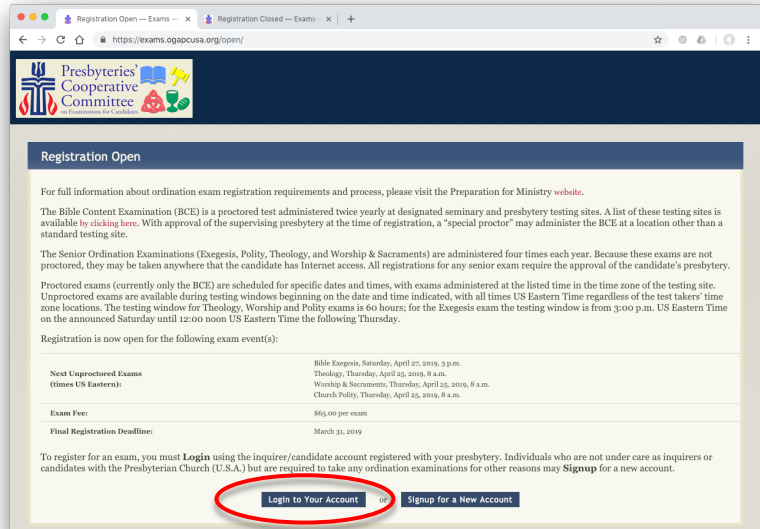 Registration Open — Exams —
Registration Closed — Exams -
https://exams.ogapcusa.org/open/
Presbyteries'
Cooperative
Committee
on Examinations for Candidates
Registration Open
For full information about ordination exam registration requirements and process, please visit the Preparation for Ministry website.
The Bible Content Examination (BCE) is a proctored test administered twice yearly at designated seminary and presbytery testing sites. A list of these testing sites is
available by clicking here. With approval of the supervising presbytery at the time of registration, a "special proctor" may administer the BCE at a location other than a
standard testing site.
The Senior Ordination Examinations (Exegesis, Polity, Theology, and Worship & Sacraments) are administered four times each year. Because these exams are not
proctored, they may be taken anywhere that the candidate has Internet access. All registrations for any senior exam require the approval of the candidate's presbytery.
Proctored exams (currently only the BCE) are scheduled for specific dates and times, with exams administered at the listed time in the time zone of the testing site.
Unproctored exams are available during testing windows beginning on the date and time indicated, with all times US Eastern Time regardless of the test takers' time
zone locations. The testing window for Theology, Worship and Polity exams is 60 hours; for the Exegesis exam the testing window is from 3:00 p.m. US Eastern Time
on the announced Saturday until 12:00 noon US Eastern Time the following Thursday.
Registration is now open for the following exam event(s):
Next Unproctored Exams
(times US Eastern):
Bible Exegesis, Saturday, April 27, 2019, 3 p.m.
Theology, Thursday, April 25, 2019, 8 a.m.
Worship & Sacraments, Thursday, April 25, 2019, 8 a.m.
Church Polity, Thursday, April 25, 2019, 8 a.m.
Exam Fee: $65.00 per exam
Final Registration Deadline: March 31, 2019
To register for an exam, you must Login using the inquirer/candidate account registered with your presbytery. Individuals who are not under care as inquirers or
candidates with the Presbyterian Church (U.S.A.) but are required to take any ordination examinations for other reasons may Signup for a new account.
Login to Your Account or Signup for a New Account